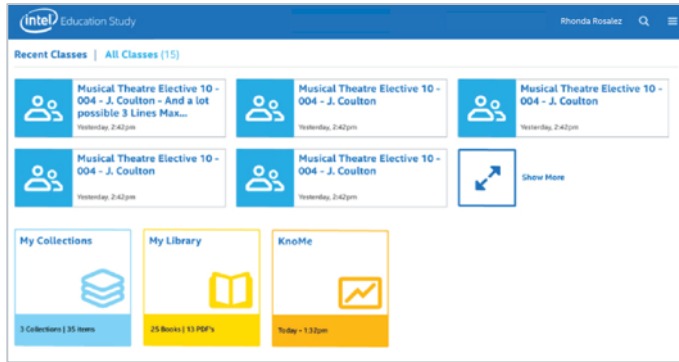 intel Education Study
Rhonda Rosalez
Recent Classes | All Classes (15)
Musical Theatre Elective 10 -
004 - J. Coulton - And a lot
possible 3 Lines Max...
Yesterday, 2:42pm
Musical Theatre Elective 10 -
004 - J. Coulton
Yesterday, 2:42pm
Musical Theatre Elective 10 -
004 - J. Coulton
Yesterday, 2:42pm
Musical Theatre Elective 10 -
004 - J. Coulton
Yesterday, 2:42pm
Musical Theatre Elective 10 -
004 - J. Coulton
Yesterday, 2:42pm
Show More
My Collections
3 Collections | 35 items
My Library
25 Books | 13 PDF's
KnoMe
Today - 1:32pm